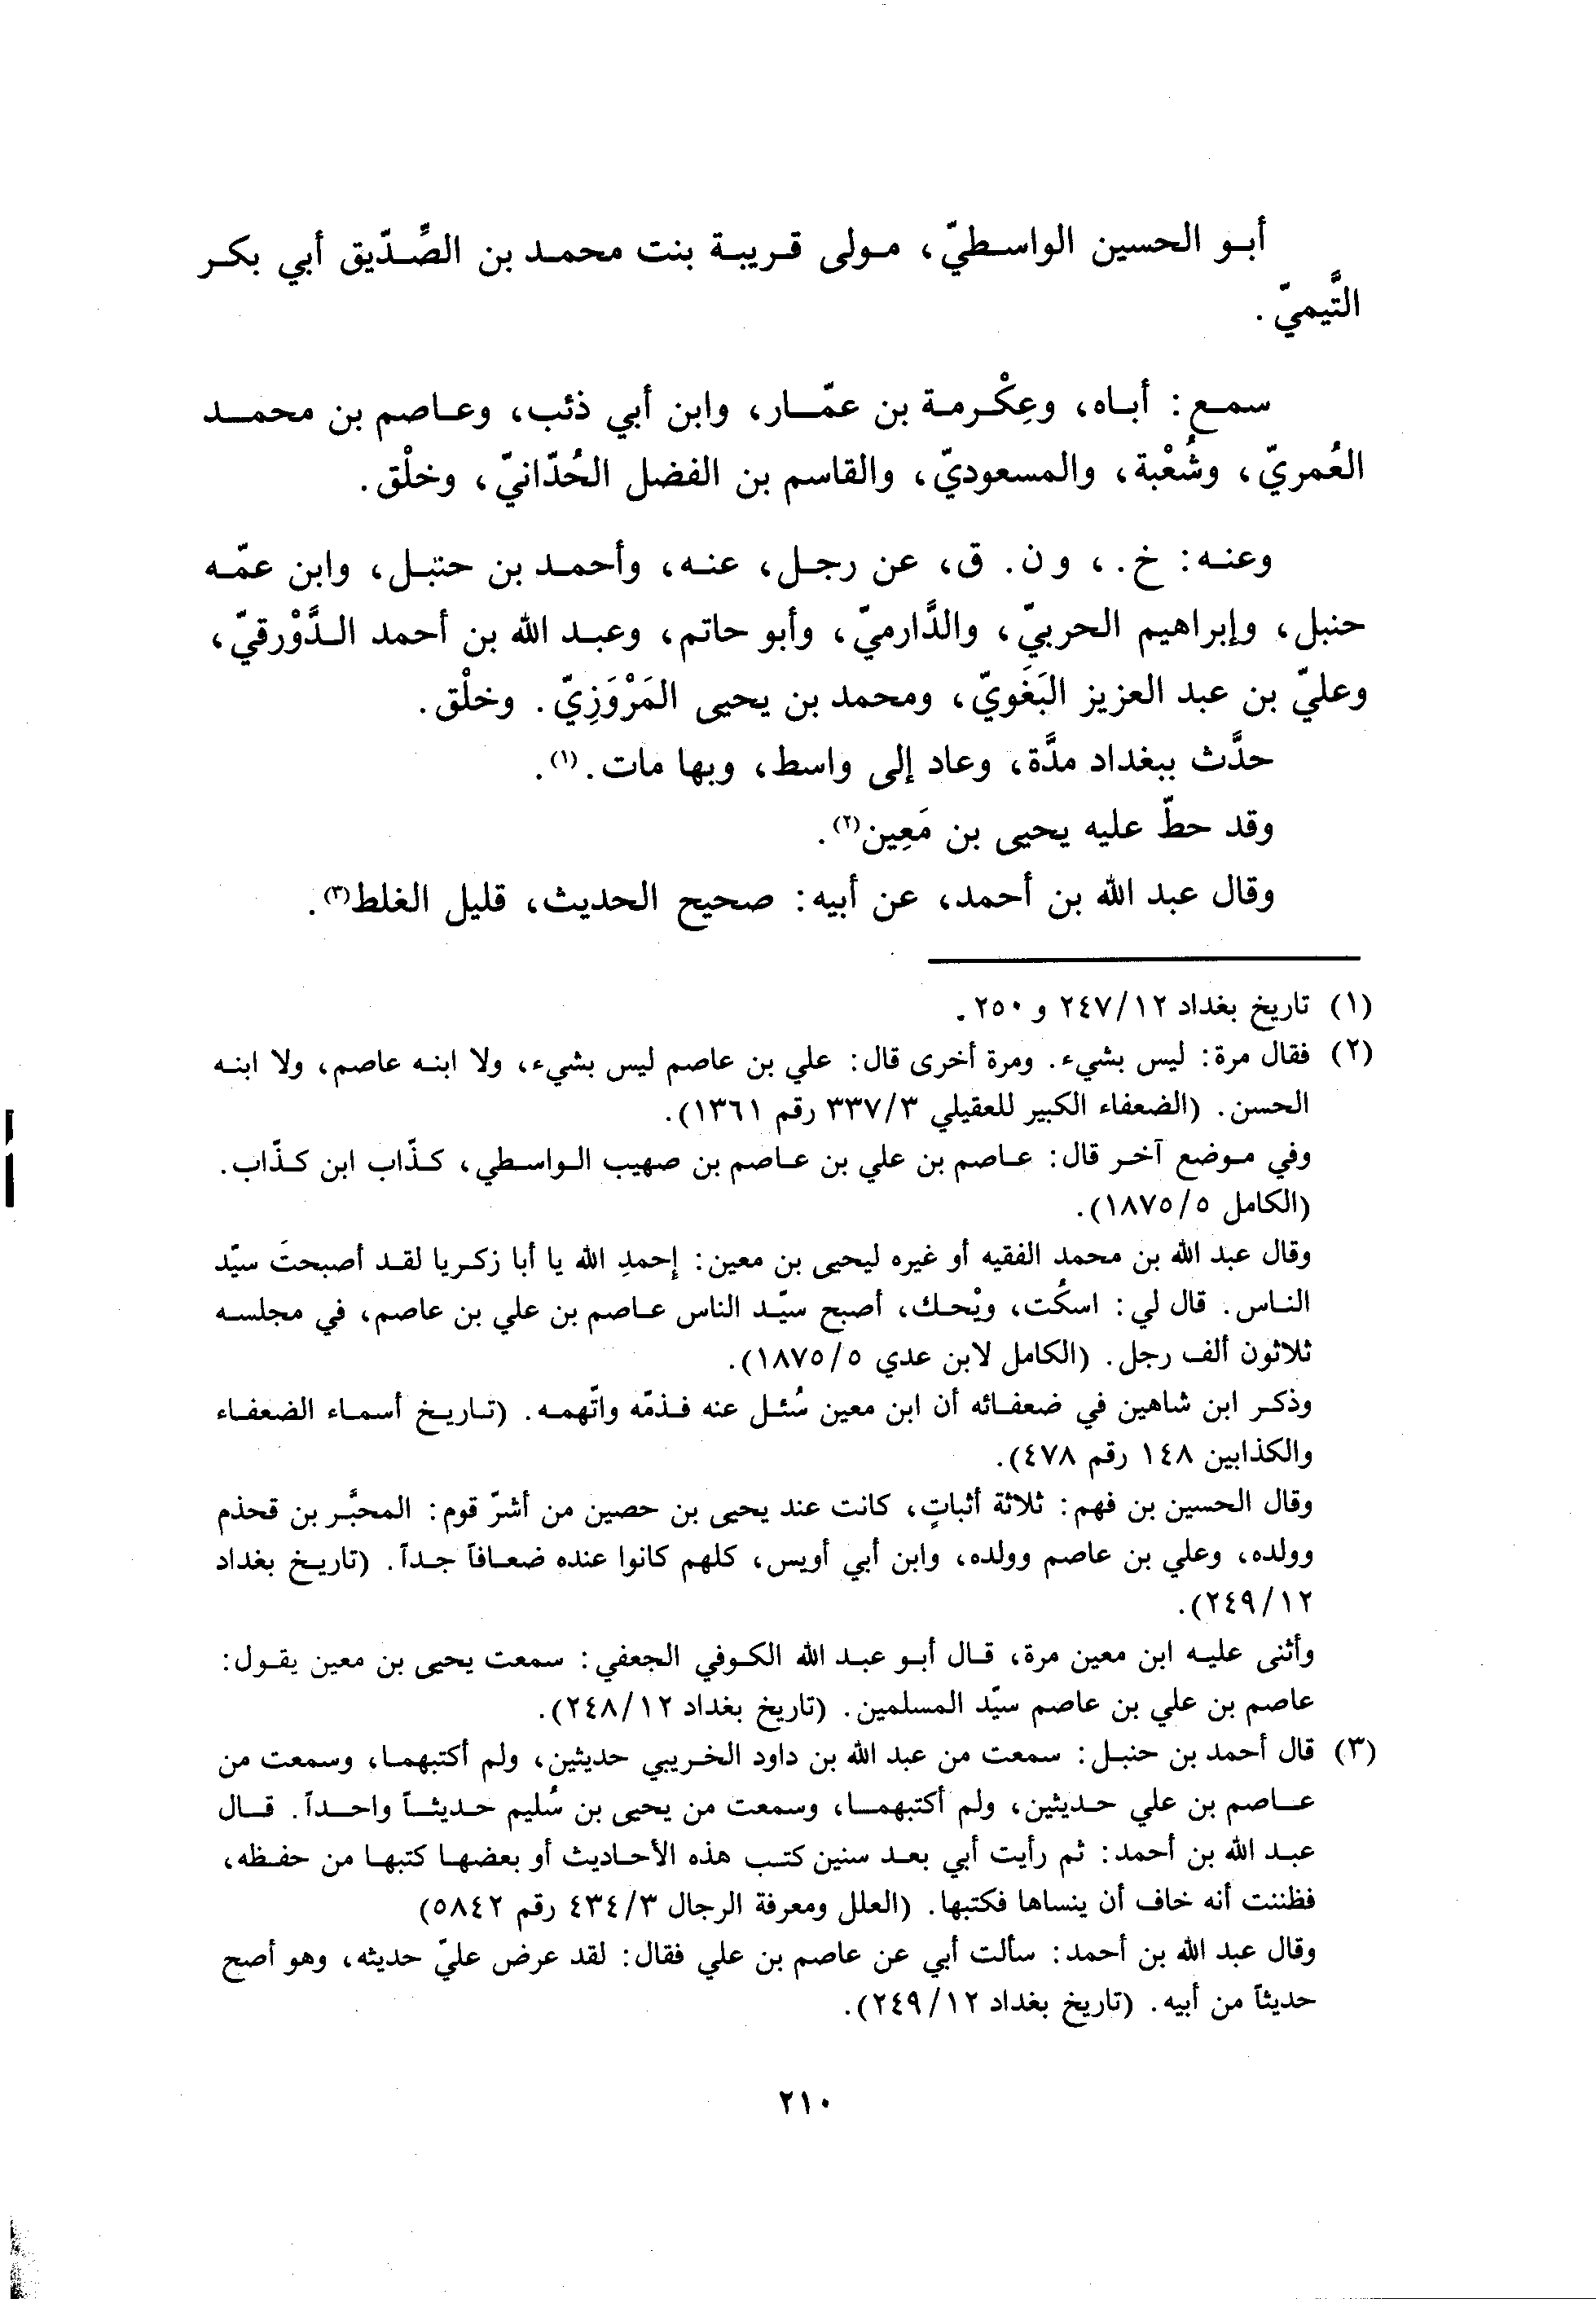 أبو الحسين الواسطيّ، مولى قريبة بنت محمد بن الصِّدّيق أبي بكر
التَّيميّ.
سمع: أباه، وعِكْرمة بن عمّار، وابن أبي ذئب، وعاصم بن محمد
العُمريّ، وشُعْبة، والمسعوديّ، والقاسم بن الفضل الحُدّانيّ، وخلْق.
وعنه: خ.، و ن. ق، عن رجل، عنه، وأحمد بن حنبل، وابن عمّه
حنبل، وإبراهيم الحربيّ، والدَّارميّ، وأبو حاتم، وعبد الله بن أحمد الدَّوْرقيّ،
وعليّ بن عبد العزيز البَغَويّ، ومحمد بن يحيى المَرْوَزِيّ. وخلْق.
حدَّث ببغداد مدَّة، وعاد إلى واسط، وبها مات.(١).
وقد حطّ عليه يحيى بن مَعِين(٢).
وقال عبد الله بن أحمد، عن أبيه: صحيح الحديث، قليل الغلط(٣).
(١) تاريخ بغداد ٢٤٧/١٢ و ٢٥٠.
(٢) فقال مرة: ليس بشيء. ومرة أخرى قال: علي بن عاصم ليس بشيء، ولا ابنه عاصم، ولا ابنه
الحسن. (الضعفاء الكبير للعقيلي ٣٣٧/٣ رقم ١٣٦١).
وفي موضع آخر قال: عاصم بن علي بن عاصم بن صهيب الواسطي، كذّاب ابن كذّاب.
(الكامل ١٨٧٥/٥).
وقال عبد الله بن محمد الفقيه أو غيره ليحيى بن معين: إحمدِ الله يا أبا زكريا لقد أصبحتَ سيّد
الناس. قال لي: اسكُت، ويْحك، أصبح سيّد الناس عاصم بن علي بن عاصم، في مجلسه
ثلاثون ألف رجل. (الكامل لابن عدي ١٨٧٥/٥).
وذكر ابن شاهين في ضعفائه أن ابن معين سُئل عنه فذمّه واتّهمه. (تاريخ أسماء الضعفاء
والكذابين ١٤٨ رقم ٤٧٨).
وقال الحسين بن فهم: ثلاثة أثباتٍ، كانت عند يحيى بن حصين من أشرّ قوم: المحبَّر بن قحذم
وولده، وعلي بن عاصم وولده، وابن أبي أويس، كلهم كانوا عنده ضعافاً جداً. (تاريخ بغداد
٢٤٩/١٢).
وأثنى عليه ابن معين مرة، قال أبو عبد الله الكوفي الجعفي: سمعت يحيى بن معين يقول:
عاصم بن علي بن عاصم سيّد المسلمين. (تاريخ بغداد ٢٤٨/١٢).
(٣) قال أحمد بن حنبل: سمعت من عبد الله بن داود الخريبي حديثين، ولم أكتبهما، وسمعت من
عاصم بن علي حديثين، ولم أكتبهما، وسمعت من يحيى بن سُليم حديثاً واحداً. قال
عبد الله بن أحمد: ثم رأيت أبي بعد سنين كتب هذه الأحاديث أو بعضها كتبها من حفظه،
فظننت أنه خاف أن ينساها فكتبها. (العلل ومعرفة الرجال ٤٣٤/٣ رقم ٥٨٤٢)
وقال عبد الله بن أحمد: سألت أبي عن عاصم بن علي فقال: لقد عرض عليّ حديثه، وهو أصح
حديثاً من أبيه. (تاريخ بغداد ٢٤٩/١٢).
٢١٠